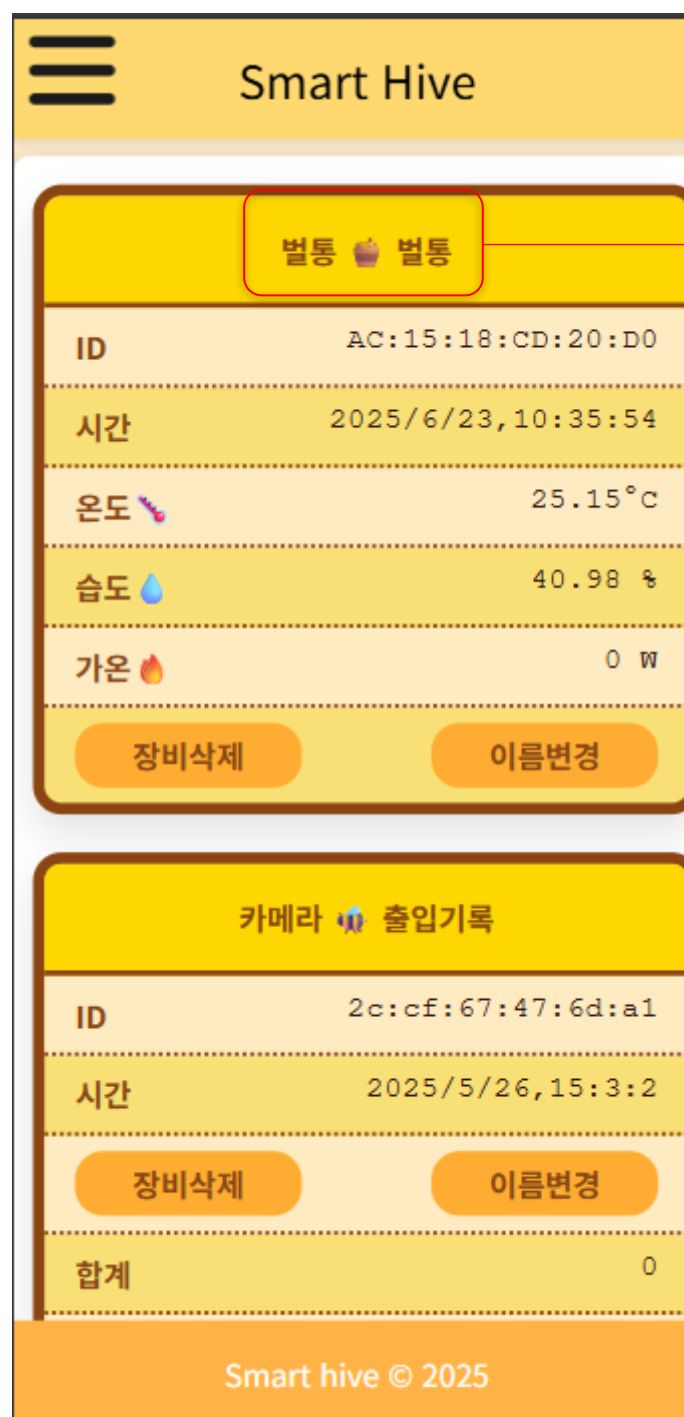 Smart Hive
벌통 벌통
ID AC:15:18:CD:20:D0
시간 2025/6/23,10:35:54
온도 25.15°C
습도 40.98 %
가온 0 W
장비삭제 이름변경
카메라 출입기록
ID 2c:cf:67:47:6d:a1
시간 2025/5/26,15:3:2
장비삭제 이름변경
합계 0
Smart hive © 2025